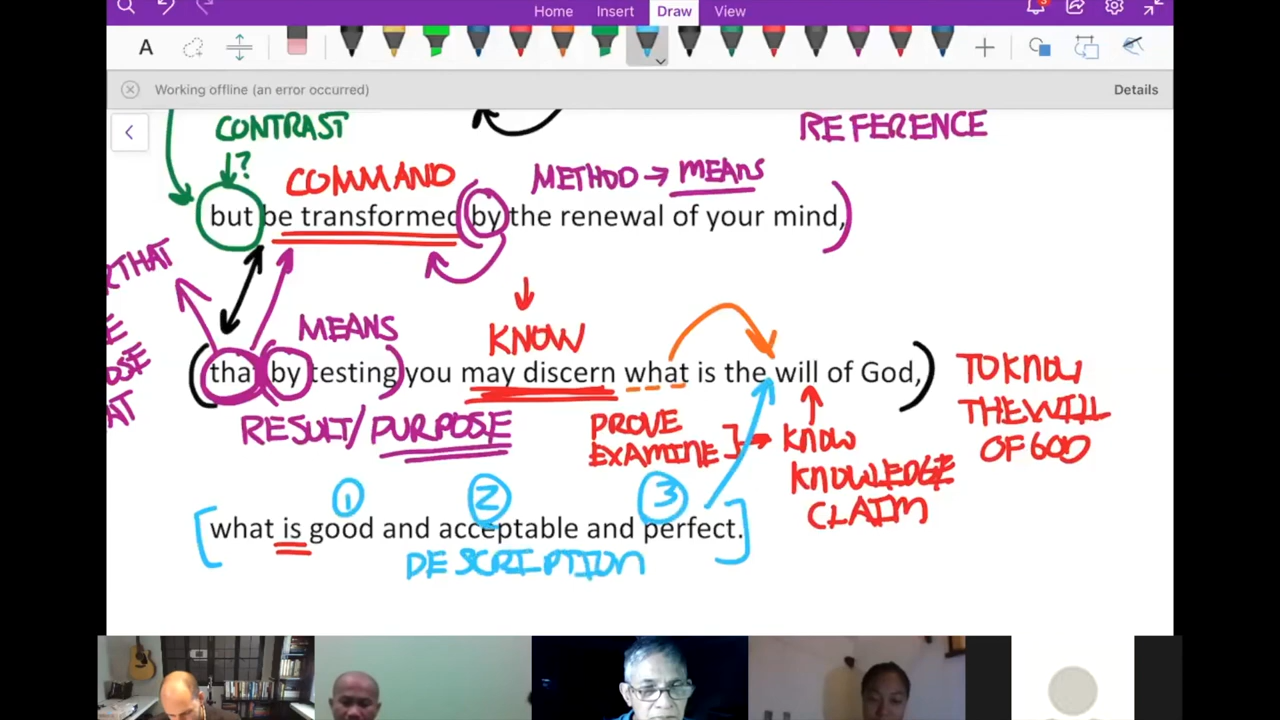 Home Insert Draw View
3
A
Working offline (an error occurred) Details
CONTRAST
REFERENCE
?
COMMAND
METHOD → MEANS
but be transformed by the renewal of your mind,
THAT
MEANS
KNOW
(that (by testing) you may discern what is the will of God,)
TO KNOW
THE WILL
OF GOD
RESULT/PURPOSE
PROVE
EXAMINE
KNOW
KNOWLEDGE
CLAIM
1 2 3
[what is good and acceptable and perfect.]
DESCRIPTION